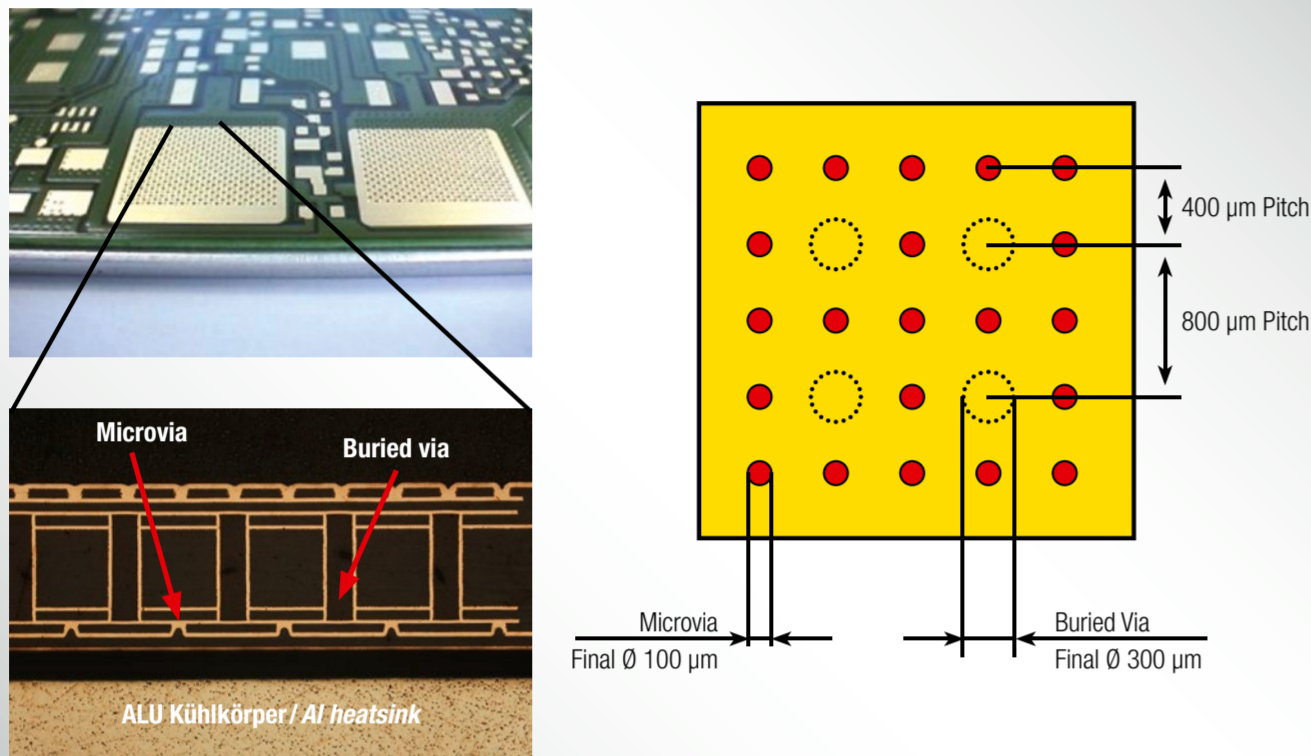 Microvia
Buried via
ALU Kühlkörper / Al heatsink
400 µm Pitch
800 µm Pitch
Microvia
Final Ø 100 µm
Buried Via
Final Ø 300 µm